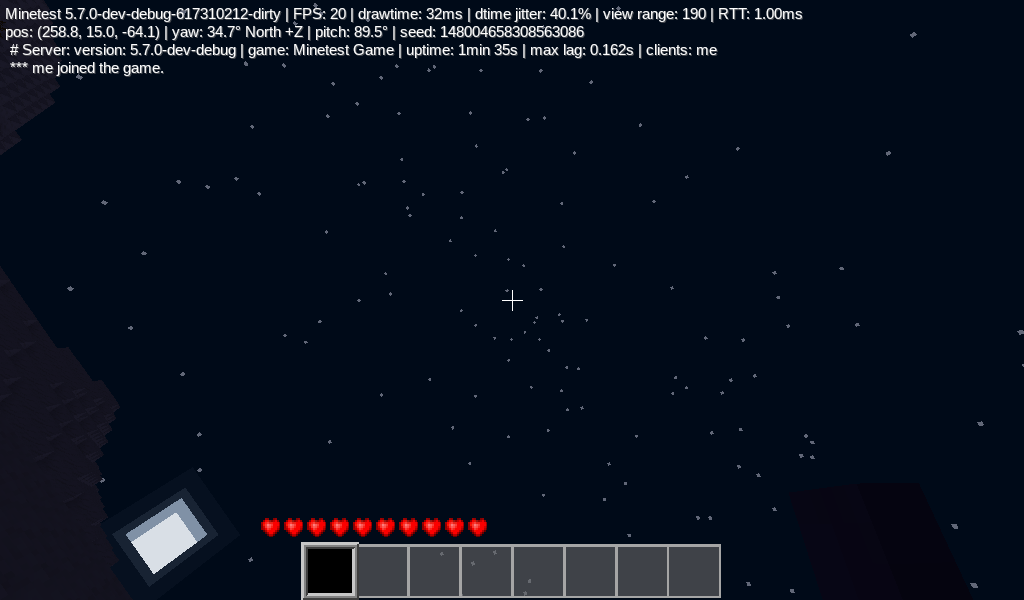 Minetest 5.7.0-dev-debug-617310212-dirty | FPS: 20 | drawtime: 32ms | dtime jitter: 40.1% | view range: 190 | RTT: 1.00ms
pos: (258.8, 15.0, -64.1) | yaw: 34.7° North +Z | pitch: 89.5° | seed: 148004658308563086
# Server: version: 5.7.0-dev-debug | game: Minetest Game | uptime: 1min 35s | max lag: 0.162s | clients: me
*** me joined the game.